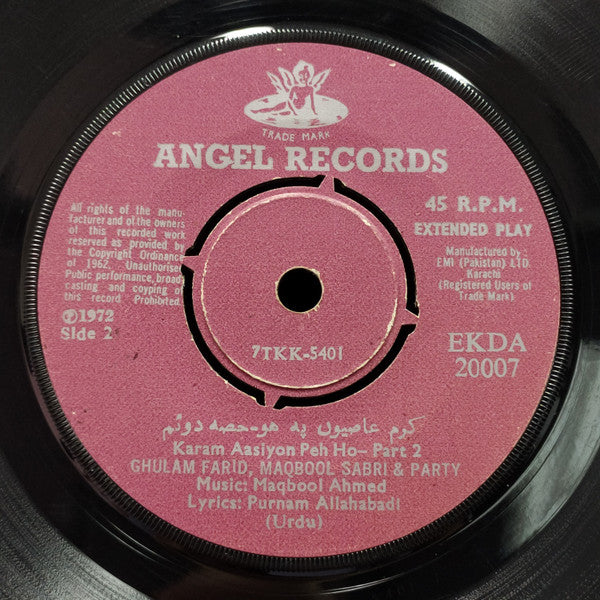 TRADE MARK
ANGEL RECORDS
All rights of the manu-
facturer and of the owners
of this recorded work
reserved as provided by
the Copyright Ordinance
of 1962. Unauthorised
Public performance, broad
casting and coyping of
this record Prohibited.
Ⓟ1972
Side 2
45 R.P.M.
EXTENDED PLAY
Manufactured by:
EMI (Pakistan) LTD.
Karachi
(Registered Users of
Trade Mark)
7TKK-5401
EKDA
20007
کرم عاصیوں پہ ھو-حصہ دوئم
Karam Aasiyon Peh Ho- Part 2
GHULAM FARID, MAQBOOL SABRI & PARTY
Music: Maqbool Ahmed
Lyrics: Purnam Allahabadi
(Urdu)